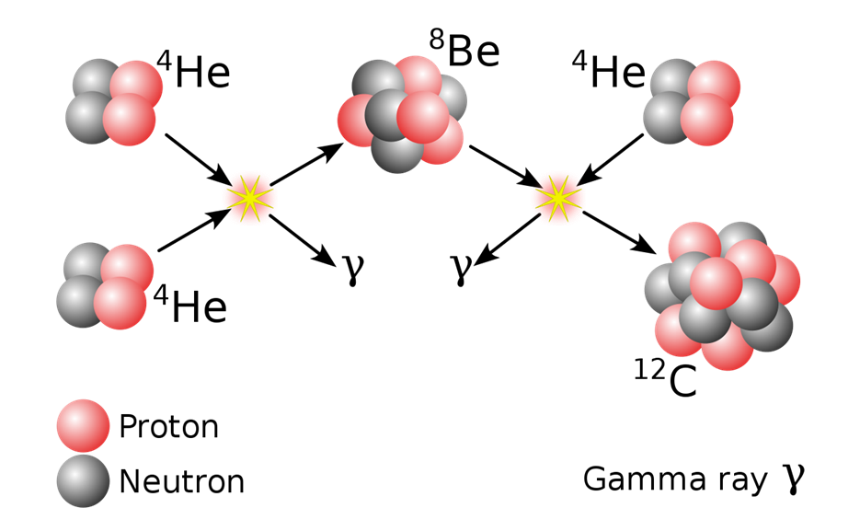 ⁴He
⁸Be
⁴He
γ
γ
⁴He
¹²C
Proton
Neutron
Gamma ray γ